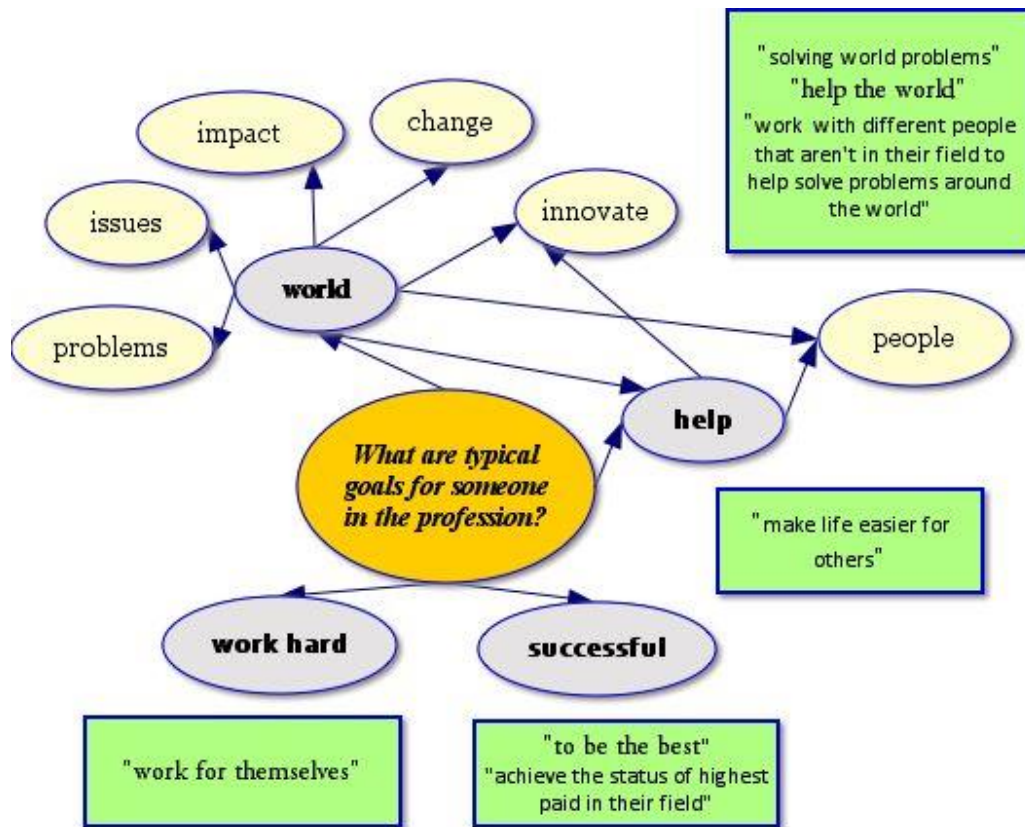 "solving world problems"
"help the world"
"work with different people
that aren't in their field to
help solve problems around
the world"
impact
change
issues
innovate
world
problems
people
help
What are typical
goals for someone
in the profession?
"make life easier for
others"
work hard
successful
"work for themselves"
"to be the best"
"achieve the status of highest
paid in their field"